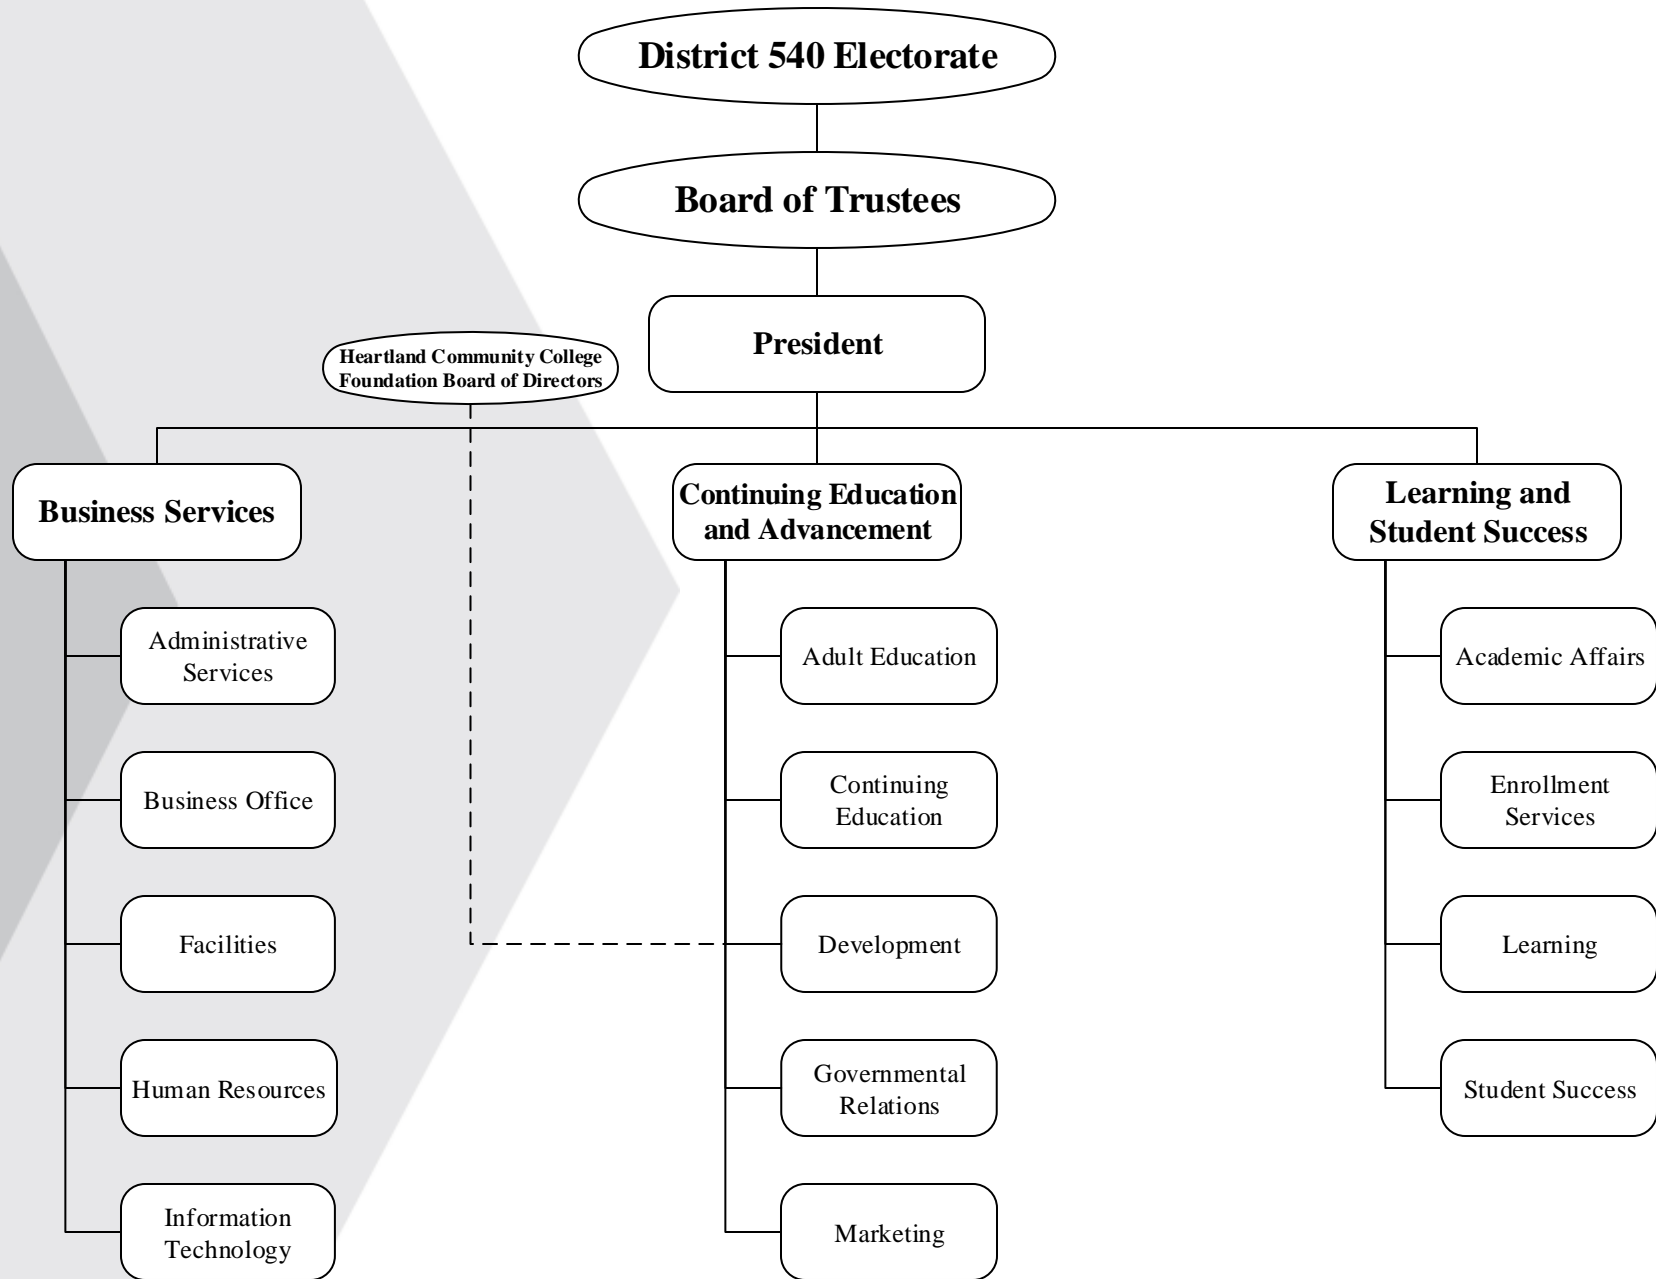 District 540 Electorate
Board of Trustees
President
Heartland Community College
Foundation Board of Directors
Business Services
Continuing Education
and Advancement
Learning and
Student Success
Administrative
Services
Business Office
Facilities
Human Resources
Information
Technology
Adult Education
Continuing
Education
Development
Governmental
Relations
Marketing
Academic Affairs
Enrollment
Services
Learning
Student Success